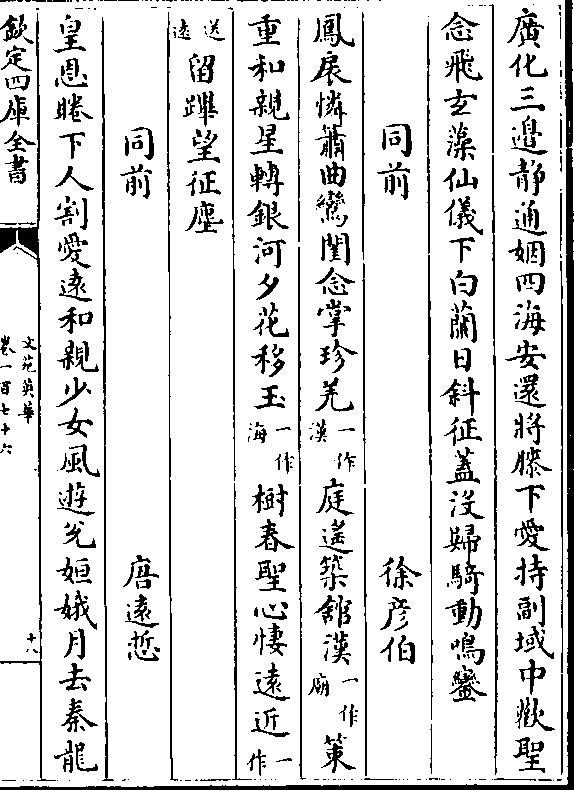 廣化三邉静通姻四海安還將膝下愛持副域中歡聖
念飛玄藻仙儀下白蘭日斜征蓋没歸騎動鳴鑾
同前 徐彦伯
鳳扆憐簫曲鸞閨念掌珍羌一作漢庭遥築舘漢一作廟䇿
重和親星轉銀河夕花移玉一作海樹春聖心悽遠近一作
送逺留蹕望征塵
同前 唐遠悊
皇恩睠下人割愛遠和親少女風遊兊姮娥月去秦龍
欽定四庫全書
文苑英華
卷一百七十六
十八